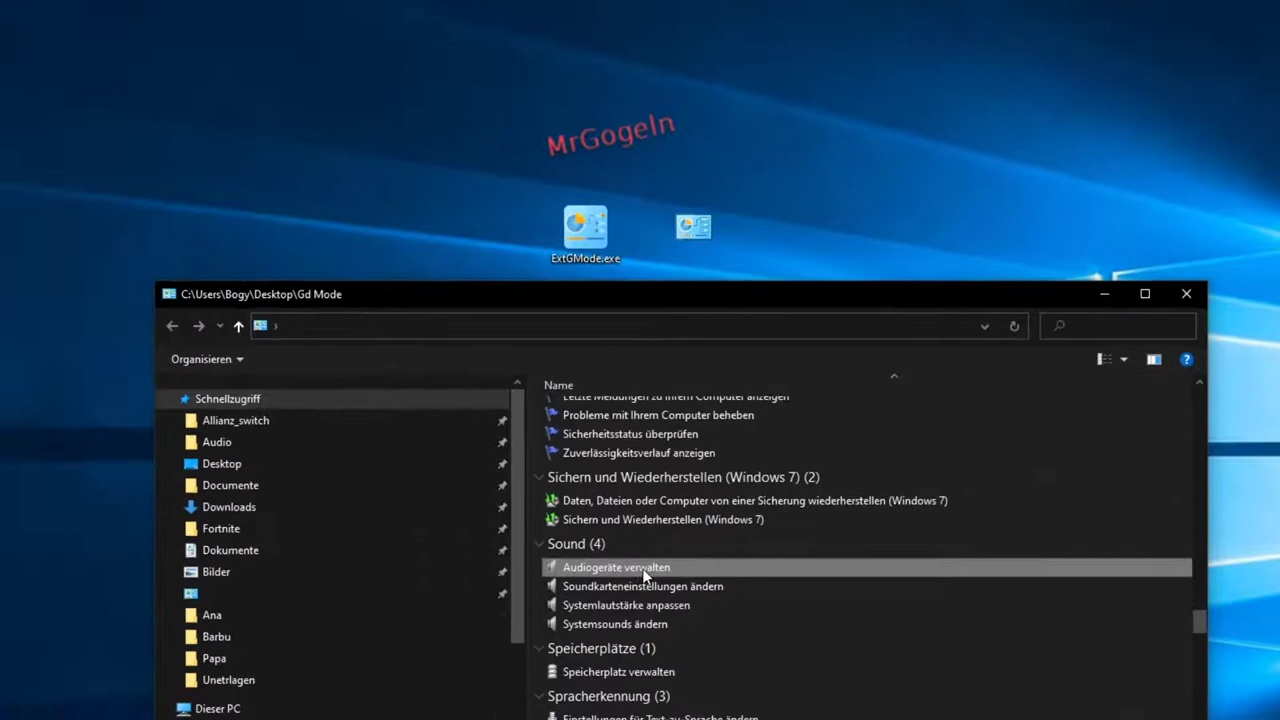 MrGogeln
ExtGMode.exe
C:\Users\Bogy\Desktop\Gd Mode
Organisieren
Name
Schnellzugriff
Allianz_switch
Audio
Desktop
Documente
Downloads
Fortnite
Dokumente
Bilder
Ana
Barbu
Papa
Unetrlagen
Dieser PC
Letzte Meldungen zu Ihrem Computer anzeigen
Probleme mit Ihrem Computer beheben
Sicherheitsstatus überprüfen
Zuverlässigkeitsverlauf anzeigen
Sichern und Wiederherstellen (Windows 7) (2)
Daten, Dateien oder Computer von einer Sicherung wiederherstellen (Windows 7)
Sichern und Wiederherstellen (Windows 7)
Sound (4)
Audiogeräte verwalten
Soundkarteneinstellungen ändern
Systemlautstärke anpassen
Systemsounds ändern
Speicherplätze (1)
Speicherplatz verwalten
Spracherkennung (3)
Einstellungen für Text-zu-Sprache ändern